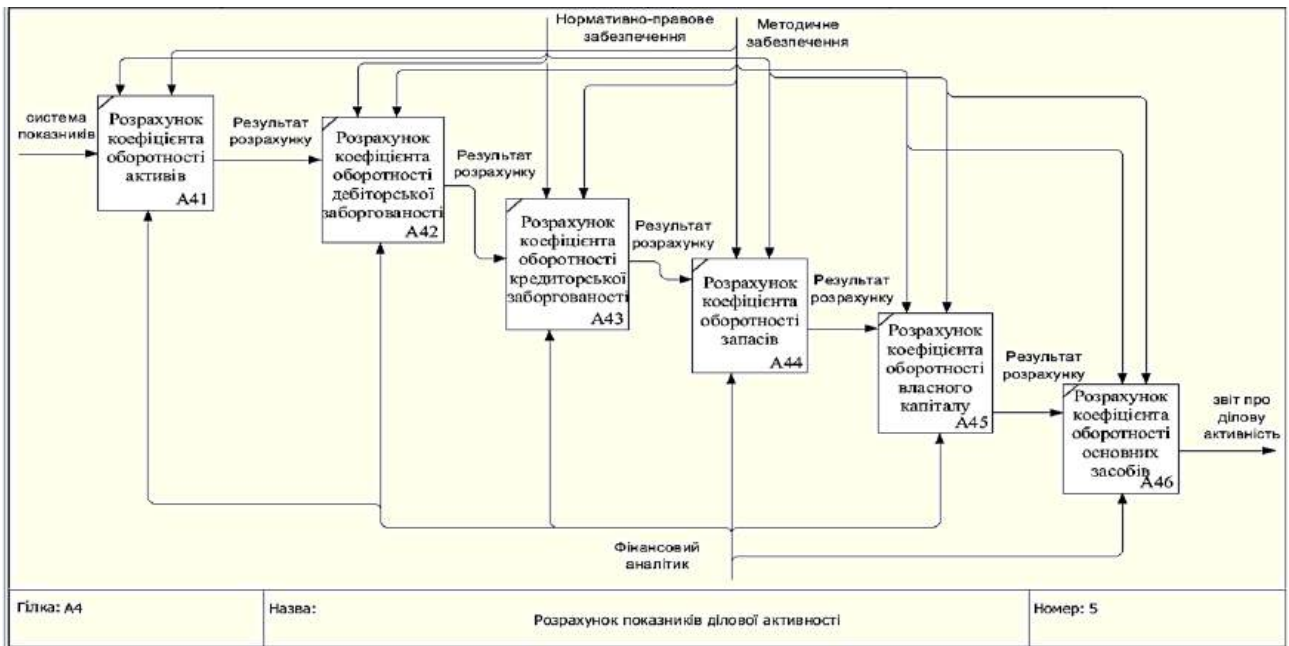 Нормативно-правове
забезпечення
Методичне
забезпечення
система
показників
Розрахунок
коефіцієнта
оборотності
активів
A41
Результат
розрахунку
Розрахунок
коефіцієнта
оборотності
дебіторської
заборгованості
A42
Результат
розрахунку
Розрахунок
коефіцієнта
оборотності
кредиторської
заборгованості
A43
Результат
розрахунку
Розрахунок
коефіцієнта
оборотності
запасів
A44
Результат
розрахунку
Розрахунок
коефіцієнта
оборотності
власного
капіталу
A45
Результат
розрахунку
Розрахунок
коефіцієнта
оборотності
основних
засобів
A46
звіт про
ділову
активність
Фінансовий
аналітик
Гілка: A4
Назва:
Розрахунок показників ділової активності
Номер: 5